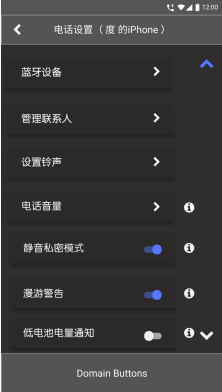 12:00
电话设置（度 的iPhone）
蓝牙设备
管理联系人
设置铃声
电话音量
静音私密模式
漫游警告
低电池电量通知
Domain Buttons